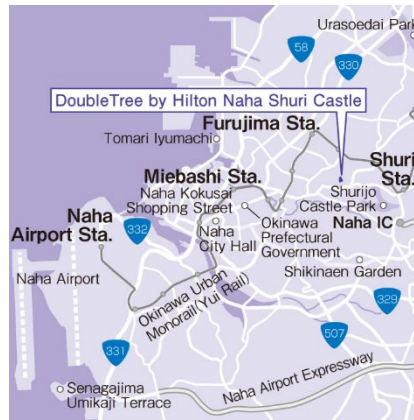 Urasoedai Park
58
330
DoubleTree by Hilton Naha Shuri Castle
Furujima Sta.
Tomari Iyumachi
Miebashi Sta.
Shuri
Sta.
Naha Kokusai
Shopping Street
Shurijo
Castle Park
Naha
Airport Sta.
332
Naha
City Hall
Okinawa
Prefectural
Government
Naha IC
Shikinaen Garden
Naha Airport
Okinawa Urban
Monorail(Yui Rail)
329
507
331
Naha Airport Expressway
Senagajima
Umikaji Terrace